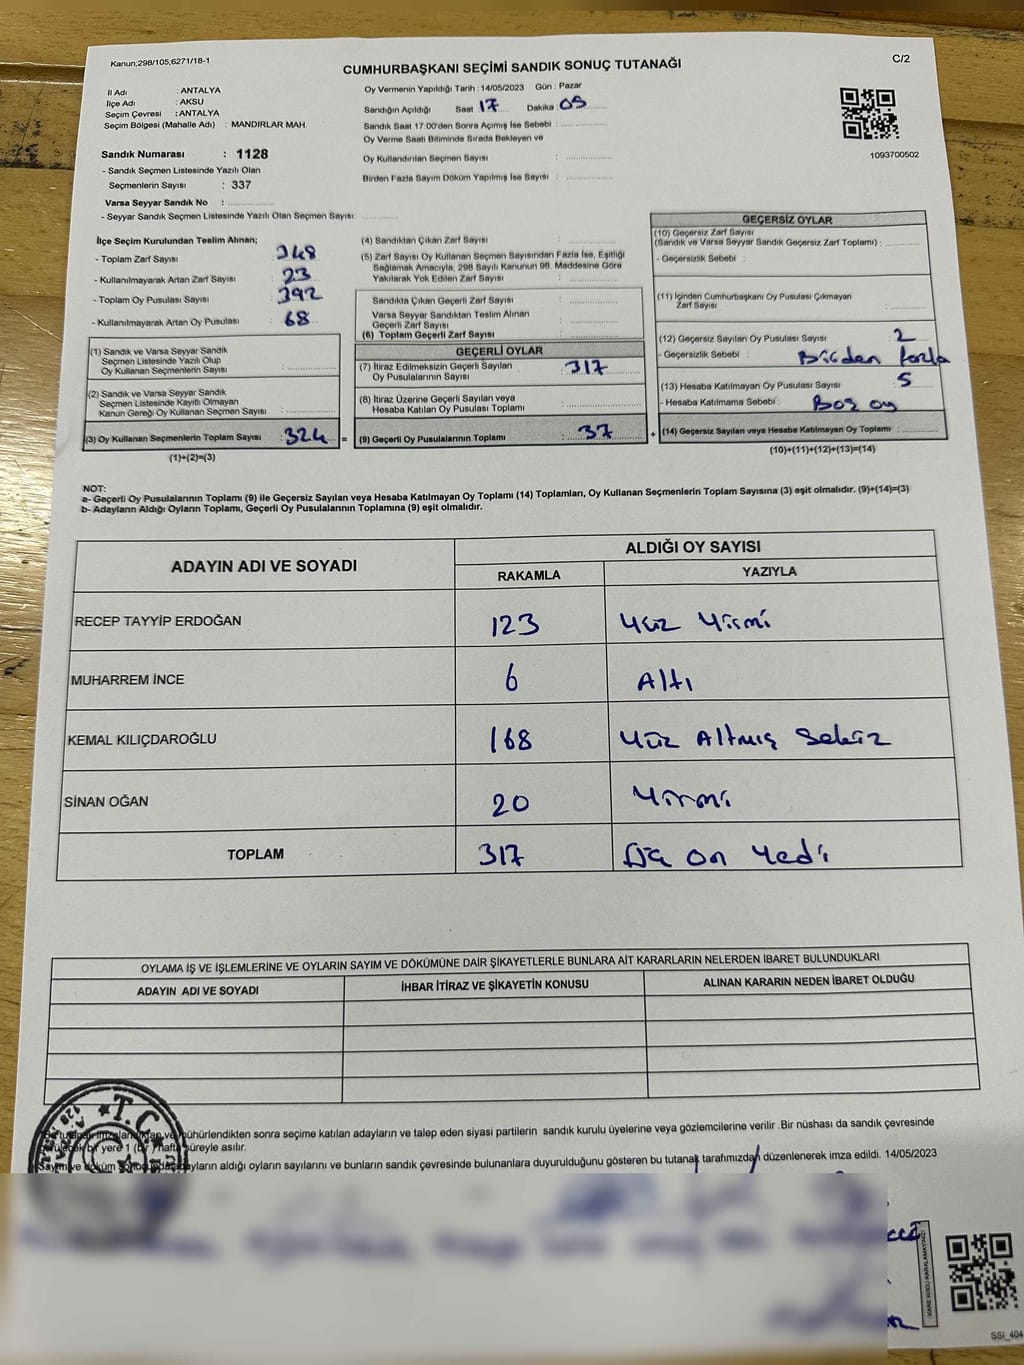 Kanun;298/105,6271/18-1
C/2
CUMHURBAŞKANI SEÇİMİ SANDIK SONUÇ TUTANAĞI
İl Adı : ANTALYA
İlçe Adı : AKSU
Seçim Çevresi : ANTALYA
Seçim Bölgesi (Mahalle Adı) : MANDIRLAR MAH.
Sandık Numarası : 1128
- Sandık Seçmen Listesinde Yazılı Olan
Seçmenlerin Sayısı : 337
Varsa Seyyar Sandık No :
- Seyyar Sandık Seçmen Listesinde Yazılı Olan Seçmen Sayısı:
Oy Vermenin Yapıldığı Tarih :14/05/2023 Gün : Pazar
Sandığın Açıldığı Saat 17 Dakika : 05
Sandık Saat 17.00'den Sonra Açımış İse Sebebi :
Oy Verme Saati Bitiminde Sırada Bekleyen ve
Oy Kullandırılan Seçmen Sayısı :
Birden Fazla Sayım Döküm Yapılmış İse Sayısı :
1093700502
İlçe Seçim Kurulundan Teslim Alınan;
- Toplam Zarf Sayısı : 348
- Kullanılmayarak Artan Zarf Sayısı : 23
- Toplam Oy Pusulası Sayısı : 392
- Kullanılmayarak Artan Oy Pusulası : 68
(1) Sandık ve Varsa Seyyar Sandık
Seçmen Listesinde Yazılı Olup
Oy Kullanan Seçmenlerin Sayısı :
(2) Sandık ve Varsa Seyyar Sandık
Seçmen Listesinde Kayıtlı Olmayan
Kanun Gereği Oy Kullanan Seçmen Sayısı :
(3) Oy Kullanan Seçmenlerin Toplam Sayısı : 324 =
(1)+(2)=(3)
(4) Sandıktan Çıkan Zarf Sayısı :
(5) Zarf Sayısı Oy Kullanan Seçmen Sayısından Fazla İse, Eşitliği
Sağlamak Amacıyla, 298 Sayılı Kanunun 98. Maddesine Göre
Yakılarak Yok Edilen Zarf Sayısı :
Sandıkta Çıkan Geçerli Zarf Sayısı :
Varsa Seyyar Sandıktan Teslim Alınan
Geçerli Zarf Sayısı :
(6) Toplam Geçerli Zarf Sayısı :
GEÇERLİ OYLAR
(7) İtiraz Edilmeksizin Geçerli Sayılan
Oy Pusulalarının Sayısı : 317
(8) İtiraz Üzerine Geçerli Sayılan veya
Hesaba Katılan Oy Pusulaları Toplamı :
(9) Geçerli Oy Pusulalarının Toplamı : 37 +
GEÇERSİZ OYLAR
(10) Geçersiz Zarf Sayısı
(Sandık ve Varsa Seyyar Sandık Geçersiz Zarf Toplamı) :
- Geçersizlik Sebebi :
(11) İçinden Cumhurbaşkanı Oy Pusulası Çıkmayan
Zarf Sayısı :
(12) Geçersiz Sayılan Oy Pusulası Sayısı : 2
- Geçersizlik Sebebi : Birden fazla
(13) Hesaba Katılmayan Oy Pusulası Sayısı : 5
- Hesaba Katılmama Sebebi : Boş oy
(14) Geçersiz Sayılan veya Hesaba Katılmayan Oy Toplamı :
(10)+(11)+(12)+(13)=(14)
NOT:
a- Geçerli Oy Pusulalarının Toplamı (9) ile Geçersiz Sayılan veya Hesaba Katılmayan Oy Toplamı (14) Toplamları, Oy Kullanan Seçmenlerin Toplam Sayısına (3) eşit olmalıdır. (9)+(14)=(3)
b- Adayların Aldığı Oyların Toplamı, Geçerli Oy Pusulalarının Toplamına (9) eşit olmalıdır.
ADAYIN ADI VE SOYADI
ALDIĞI OY SAYISI
RAKAMLA YAZIYLA
RECEP TAYYİP ERDOĞAN 123 Yüz Yirmi
MUHARREM İNCE 6 Altı
KEMAL KILIÇDAROĞLU 168 Yüz Altmış Sekiz
SİNAN OĞAN 20 Yirmi
TOPLAM 317 on Yedi
OYLAMA İŞ VE İŞLEMLERİNE VE OYLARIN SAYIM VE DÖKÜMÜNE DAİR ŞİKAYETLERLE BUNLARA AİT KARARLARIN NELERDEN İBARET BULUNDUKLARI
ADAYIN ADI VE SOYADI İHBAR İTİRAZ VE ŞİKAYETİN KONUSU ALINAN KARARIN NEDEN İBARET OLDUĞU
T.C.
mühürlendikten sonra seçime katılan adayların ve talep eden siyasi partilerin sandık kurulu üyelerine veya gözlemcilerine verilir .Bir nüshası da sandık çevresinde
bir yere 1 (bir) hafta süreyle asılır.
Sayım ve döküm sonucunda adayların aldığı oyların sayılarını ve bunların sandık çevresinde bulunanlara duyurulduğunu gösteren bu tutanak tarafımızdan düzenlenerek imza edildi. 14/05/2023
KARE KODU KARALAMAYINIZ!
SSİ_404